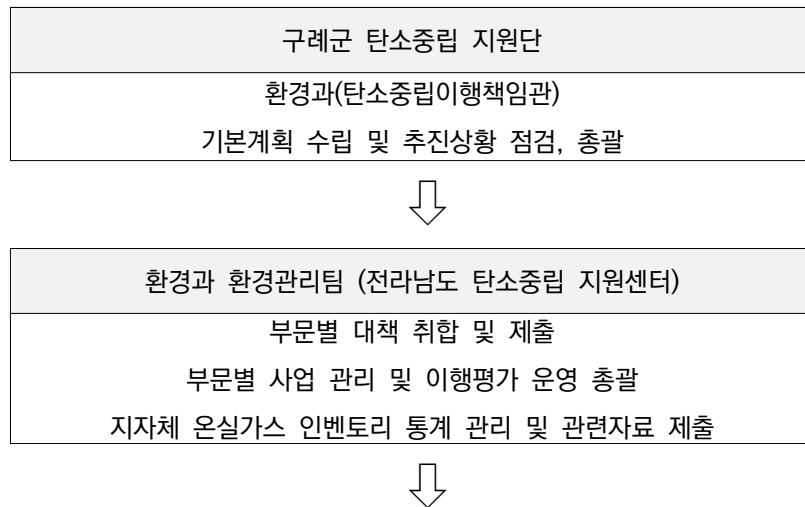 구례군 탄소중립 지원단
환경과(탄소중립이행책임관)
기본계획 수립 및 추진상황 점검, 총괄
환경과 환경관리팀 (전라남도 탄소중립 지원센터)
부문별 대책 취합 및 제출
부문별 사업 관리 및 이행평가 운영 총괄
지자체 온실가스 인벤토리 통계 관리 및 관련자료 제출